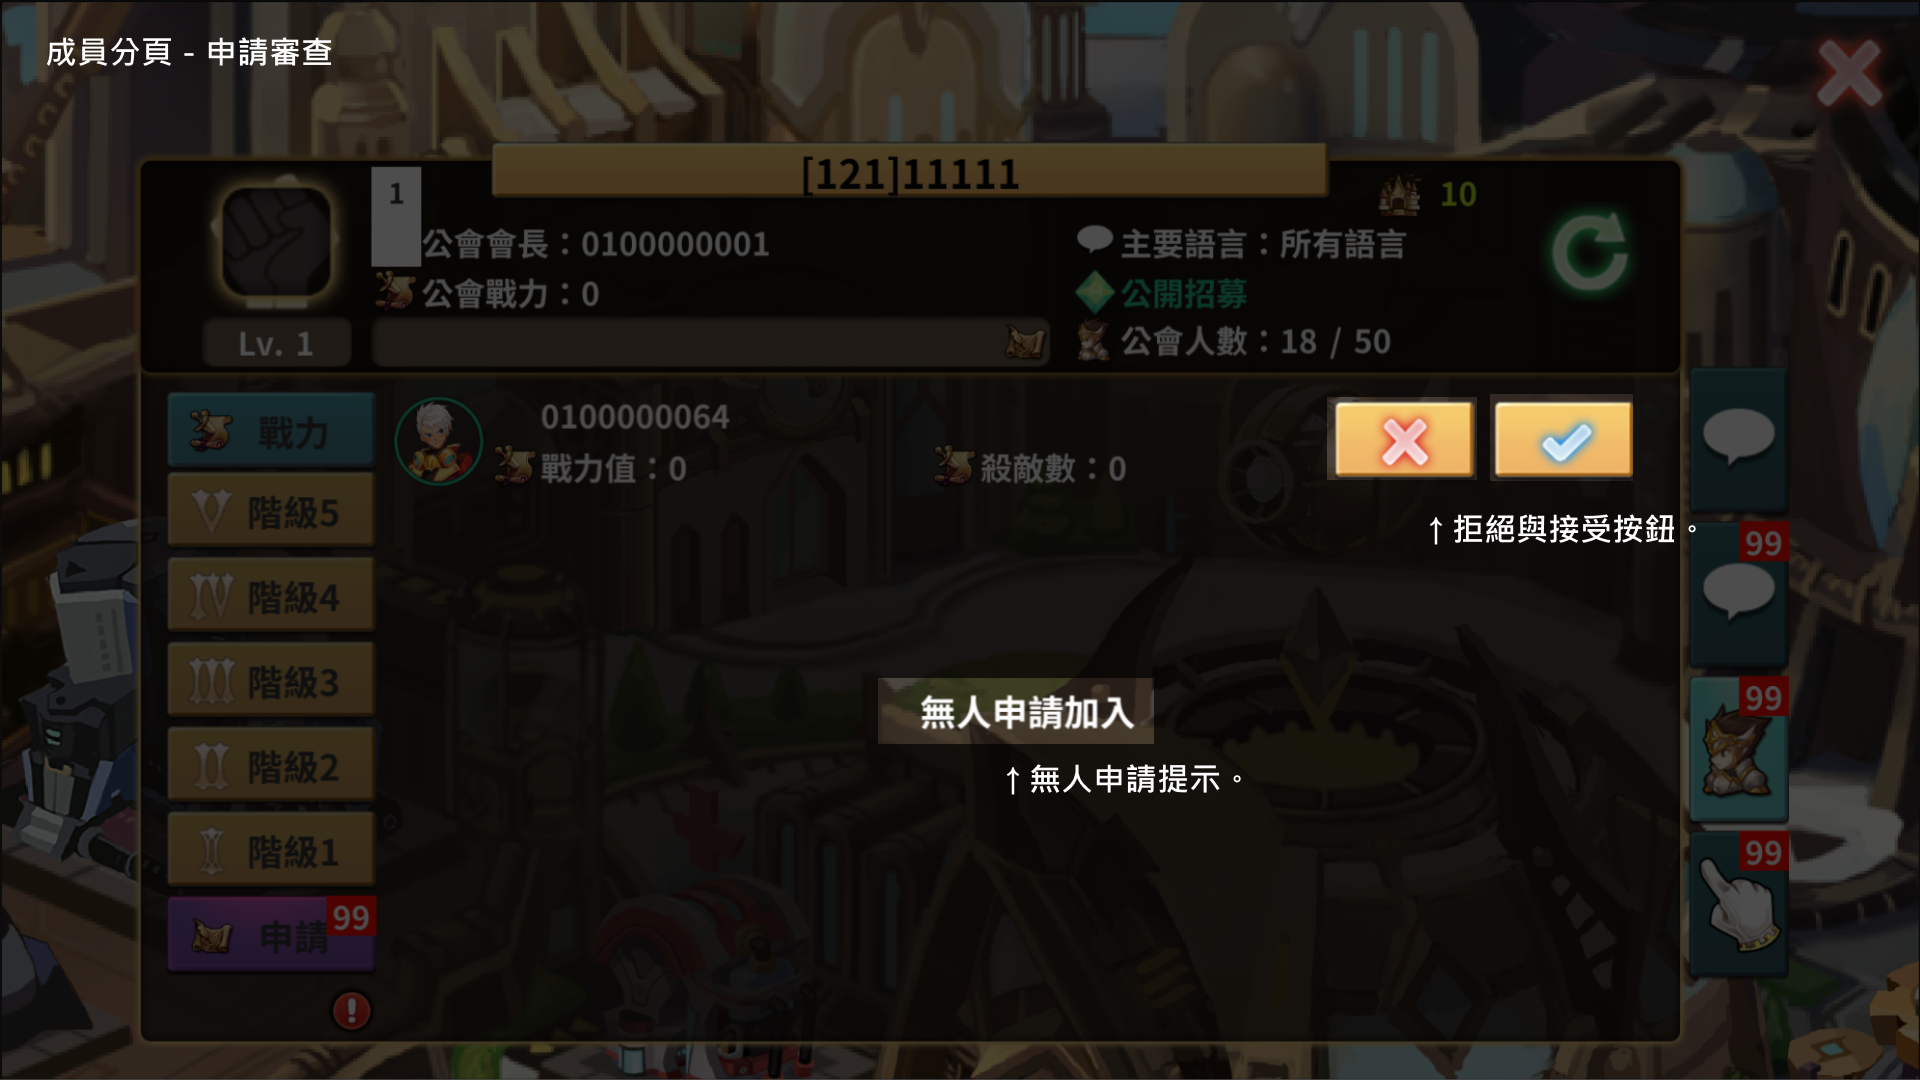 成員分頁 - 申請審查
[121]11111
1
10
公會會長：0100000001
主要語言：所有語言
公會戰力：0
公開招募
Lv. 1
公會人數：18 / 50
戰力
0100000064
戰力值：0
殺敵數：0
階級5
↑ 拒絕與接受按鈕。
99
階級4
階級3
99
無人申請加入
階級2
↑ 無人申請提示。
階級1
99
申請
99